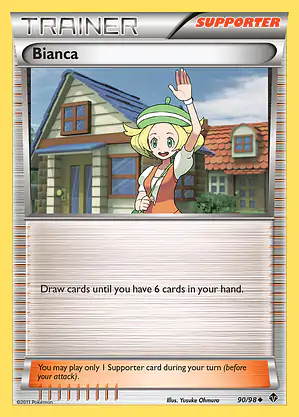 TRAINER
SUPPORTER
Bianca
Draw cards until you have 6 cards in your hand.
You may play only 1 Supporter card during your turn (before
your attack).
©2011 Pokémon
Illus. Yusuke Ohmura
90/98